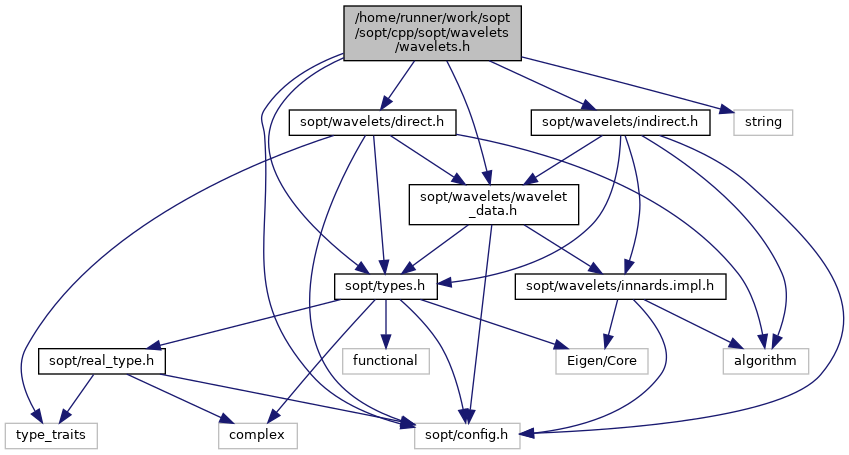 /home/runner/work/sopt
/sopt/cpp/sopt/wavelets
/wavelets.h
sopt/wavelets/direct.h
sopt/wavelets/indirect.h
string
sopt/wavelets/wavelet
_data.h
sopt/types.h
sopt/wavelets/innards.impl.h
sopt/real_type.h
functional
Eigen/Core
algorithm
type_traits
complex
sopt/config.h